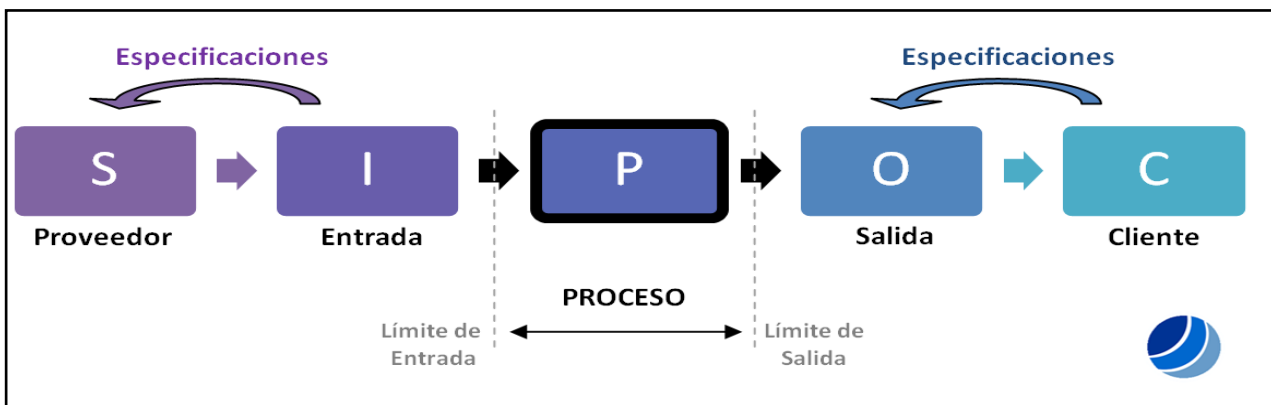 Especificaciones
Especificaciones
S
I
P
O
C
Proveedor
Entrada
Salida
Cliente
PROCESO
Límite de
Entrada
Límite de
Salida